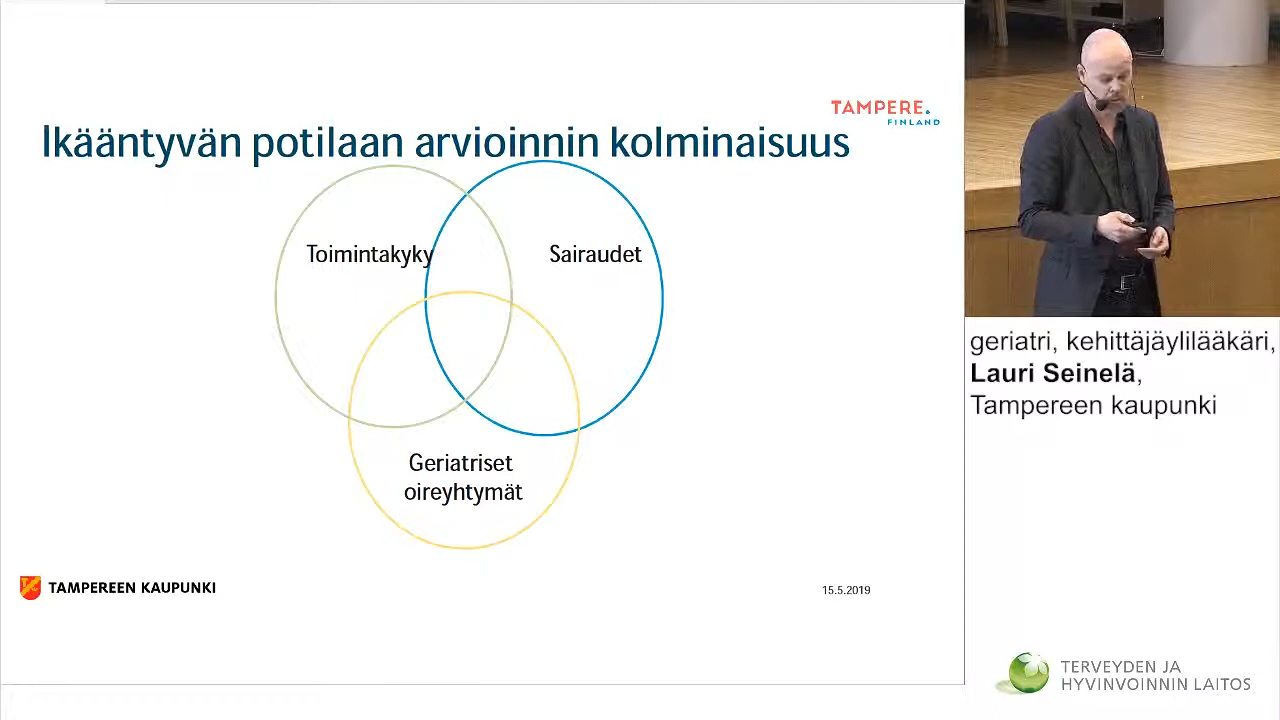 TAMPERE.
FINLAND
Ikääntyvän potilaan arvioinnin kolminaisuus
Toimintakyky
Sairaudet
Geriatriset
oireyhtymät
TAMPEREEN KAUPUNKI
15.5.2019
geriatri, kehittäjäylilääkäri,
Lauri Seinelä,
Tampereen kaupunki
TERVEYDEN JA
HYVINVOINNIN LAITOS